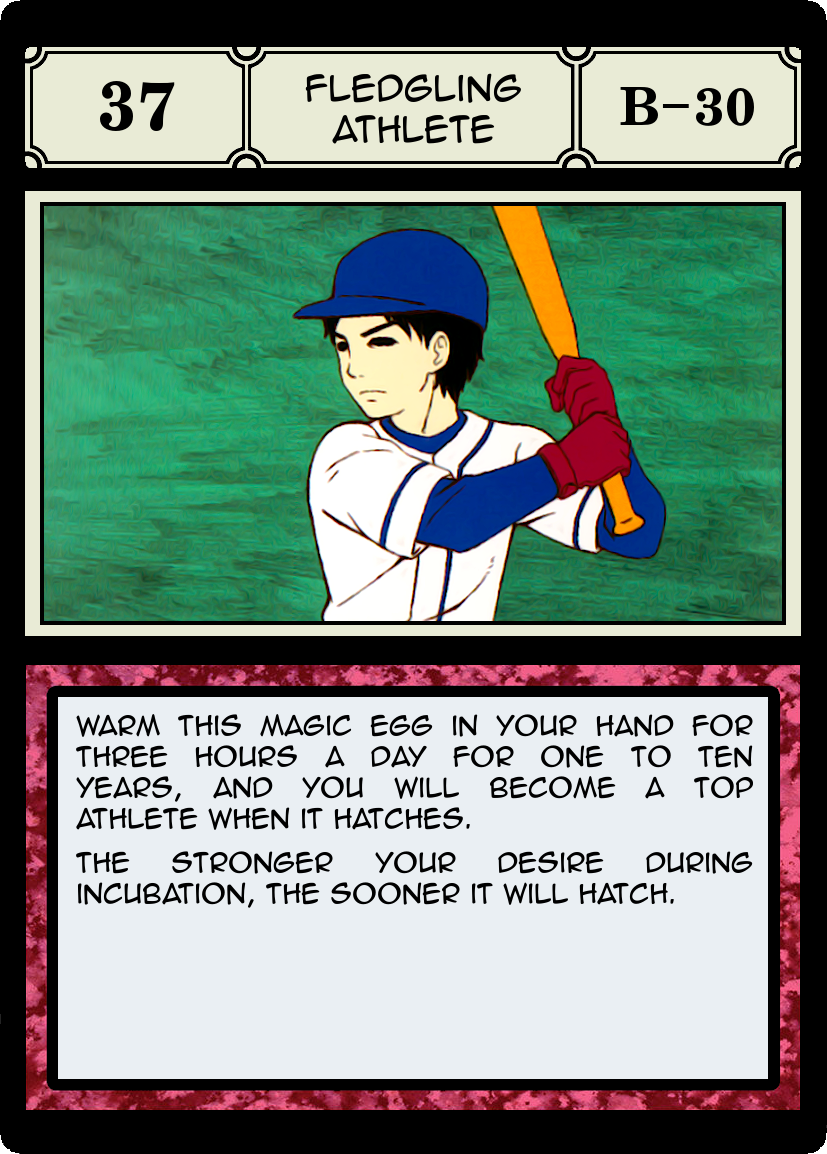 37
FLEDGLING
ATHLETE
B-30
WARM THIS MAGIC EGG IN YOUR HAND FOR
THREE HOURS A DAY FOR ONE TO TEN
YEARS, AND YOU WILL BECOME A TOP
ATHLETE WHEN IT HATCHES.
THE STRONGER YOUR DESIRE DURING
INCUBATION, THE SOONER IT WILL HATCH.